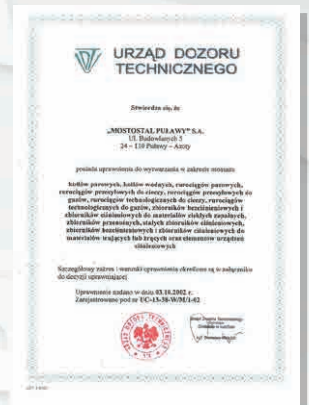 URZĄD DOZORU
TECHNICZNEGO
Stwierdza się, że
„MOSTOSTAL PUŁAWY” S.A.
Ul. Budowlanych 5
24 – 110 Puławy – Azoty
posiada uprawnienia do wytwarzania w zakresie montażu
kotłów parowych, kotłów wodnych, rurociągów parowych,
rurociągów przesyłowych do cieczy, rurociągów przesyłowych do
gazów, rurociągów technologicznych do cieczy, rurociągów
technologicznych do gazów, zbiorników bezciśnieniowych i
zbiorników ciśnieniowych do materiałów ciekłych zapalnych,
zbiorników przenośnych, stałych zbiorników ciśnieniowych,
zbiorników bezciśnieniowych i zbiorników ciśnieniowych do
materiałów trujących lub żrących oraz elementów urządzeń
ciśnieniowych
Szczegółowy zakres i warunki uprawnienia określone są w załączniku
do decyzji uprawniającej
Uprawnienie nadano w dniu 03.10.2002 r.
Zarejestrowane pod nr UC-13-38-W/M/1-02